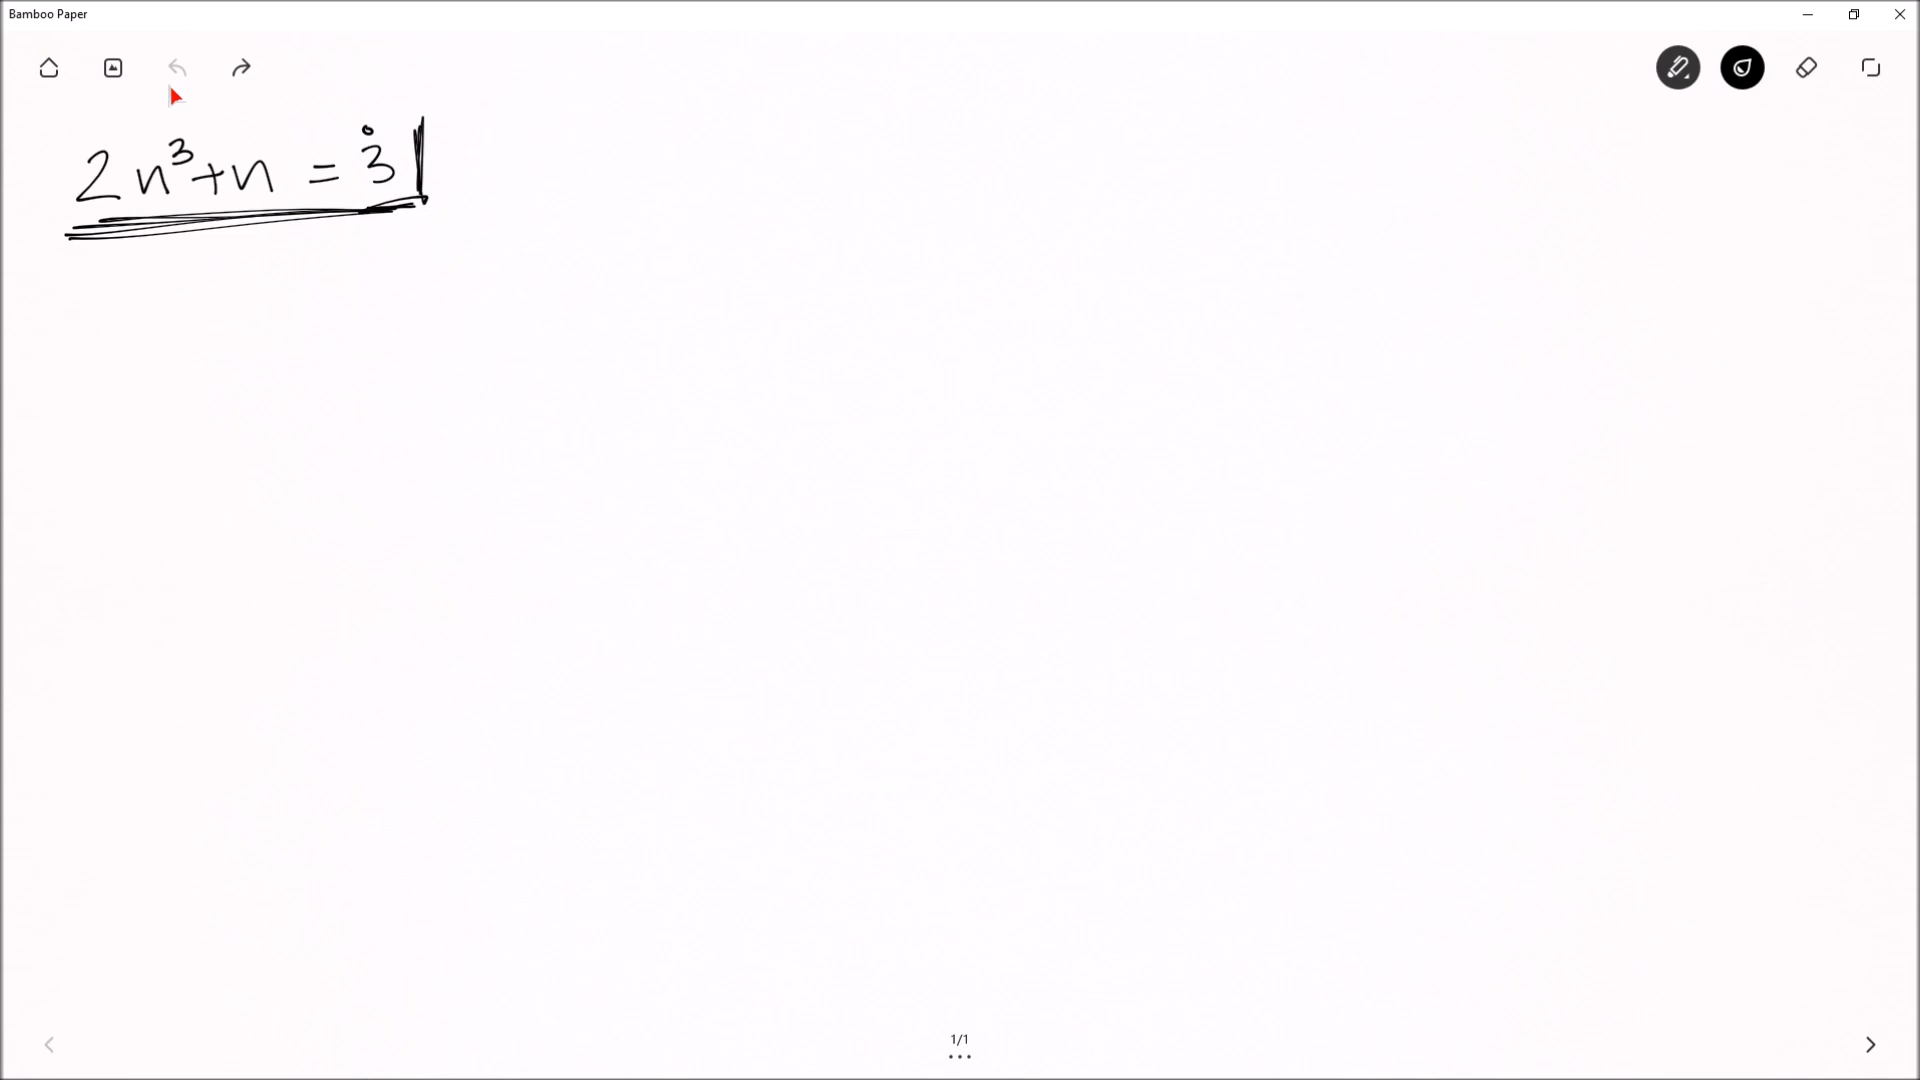 Bamboo Paper
2n³+n = 3̇
1/1